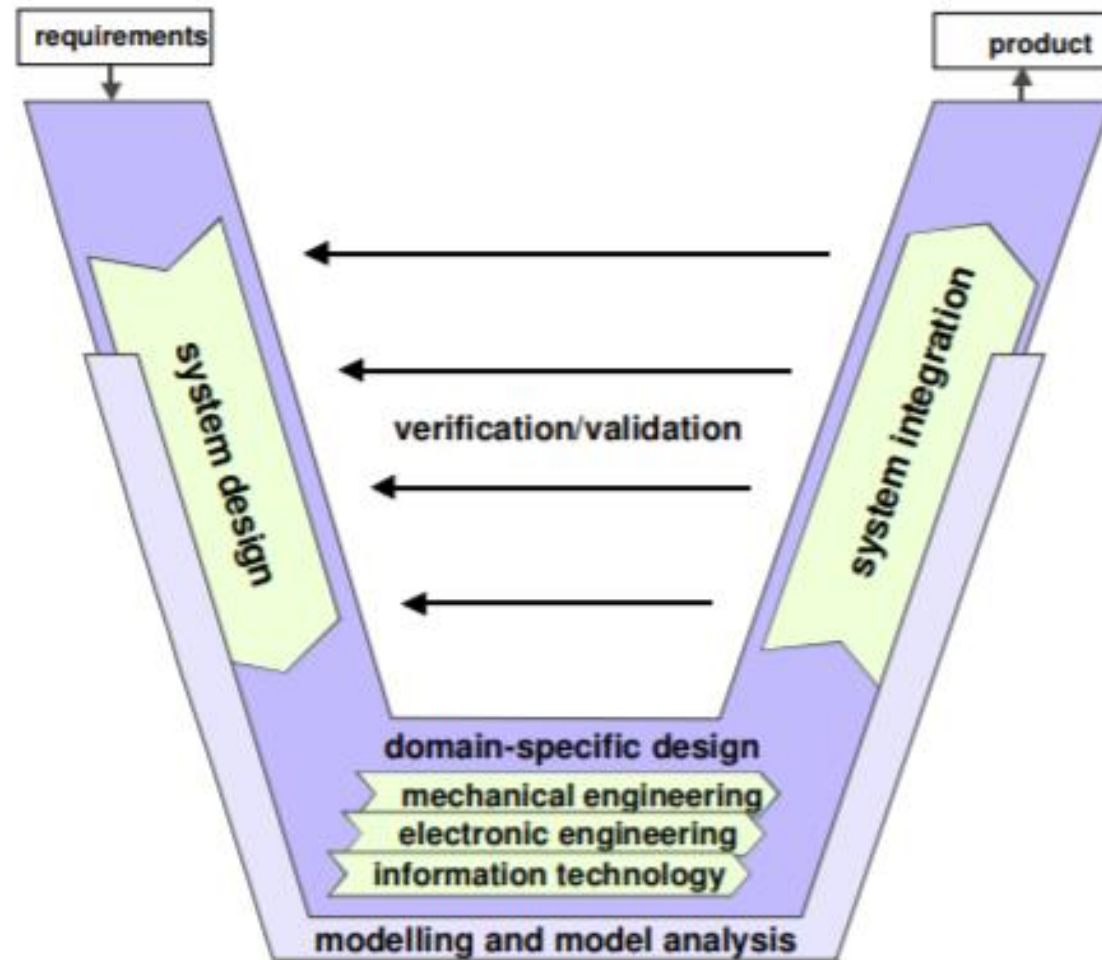 requirements
product
system design
verification/validation
system integration
domain-specific design
mechanical engineering
electronic engineering
information technology
modelling and model analysis